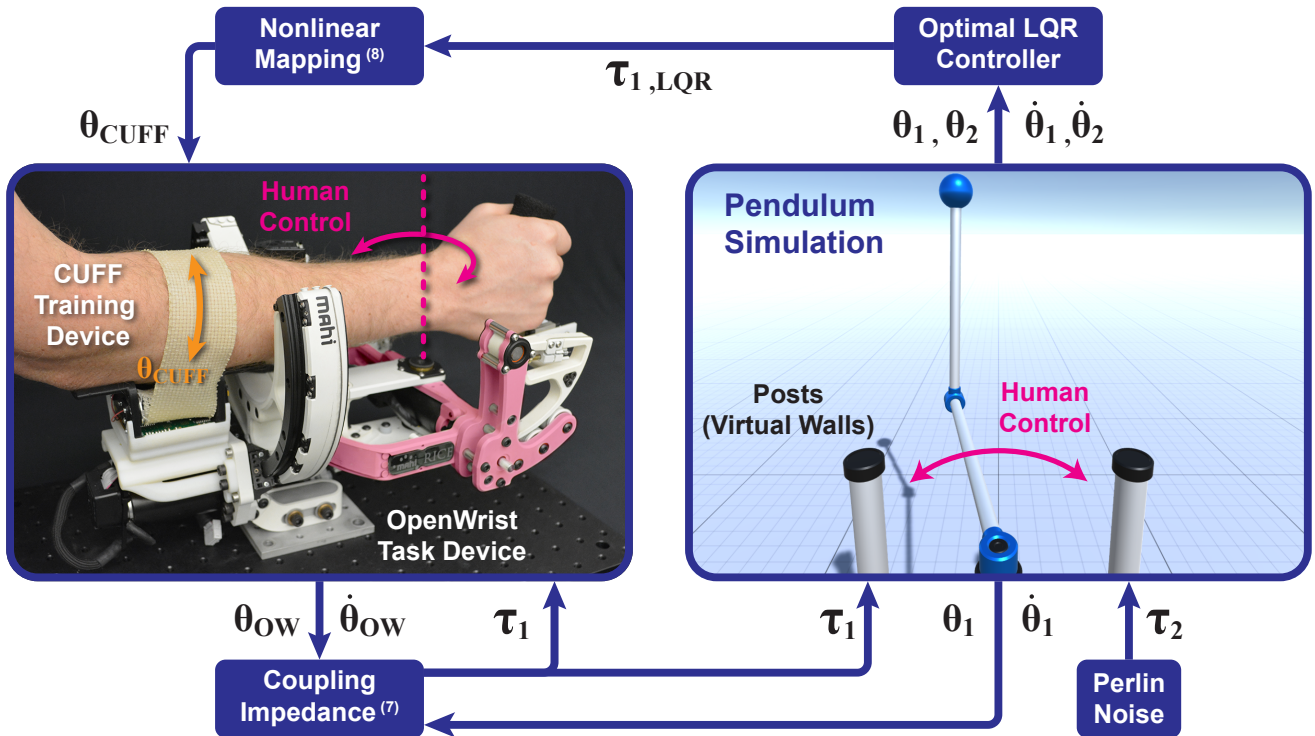 Nonlinear
Mapping (8)
τ1 ,LQR
Optimal LQR
Controller
θCUFF
θ1 , θ2 θ̇1 ,θ̇2
Human
Control
CUFF
Training
Device
θCUFF
MAHI
MAHI RICE
OpenWrist
Task Device
Pendulum
Simulation
Posts
(Virtual Walls)
Human
Control
θOW θ̇OW
τ1
τ1
θ1 θ̇1
τ2
Coupling
Impedance (7)
Perlin
Noise